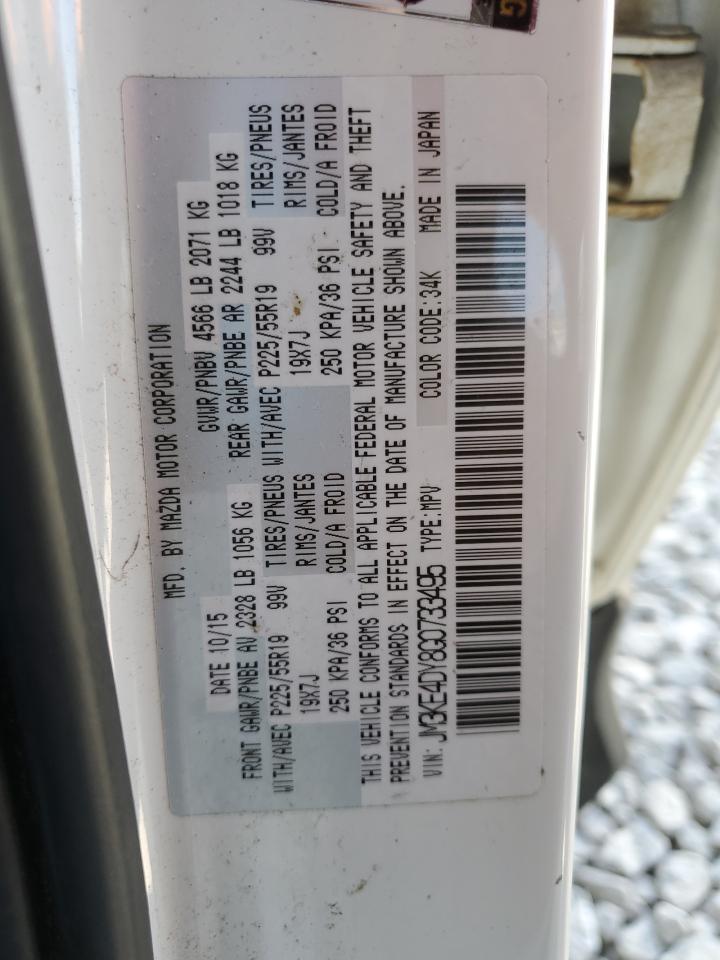 MFD. BY MAZDA MOTOR CORPORATION
DATE 10/15 GVWR/PNBV 4566 LB 2071 KG
FRONT GAWR/PNBE AV 2328 LB 1056 KG REAR GAWR/PNBE AR 2244 LB 1018 KG
WITH/AVEC P225/55R19 99V TIRES/PNEUS WITH/AVEC P225/55R19 99V TIRES/PNEUS
19X7J RIMS/JANTES 19X7J RIMS/JANTES
250 KPA/36 PSI COLD/A FROID 250 KPA/36 PSI COLD/A FROID
THIS VEHICLE CONFORMS TO ALL APPLICABLE FEDERAL MOTOR VEHICLE SAFETY AND THEFT
PREVENTION STANDARDS IN EFFECT ON THE DATE OF MANUFACTURE SHOWN ABOVE.
VIN: JM3KE4DY8G0733495 TYPE:MPV COLOR CODE:34K MADE IN JAPAN